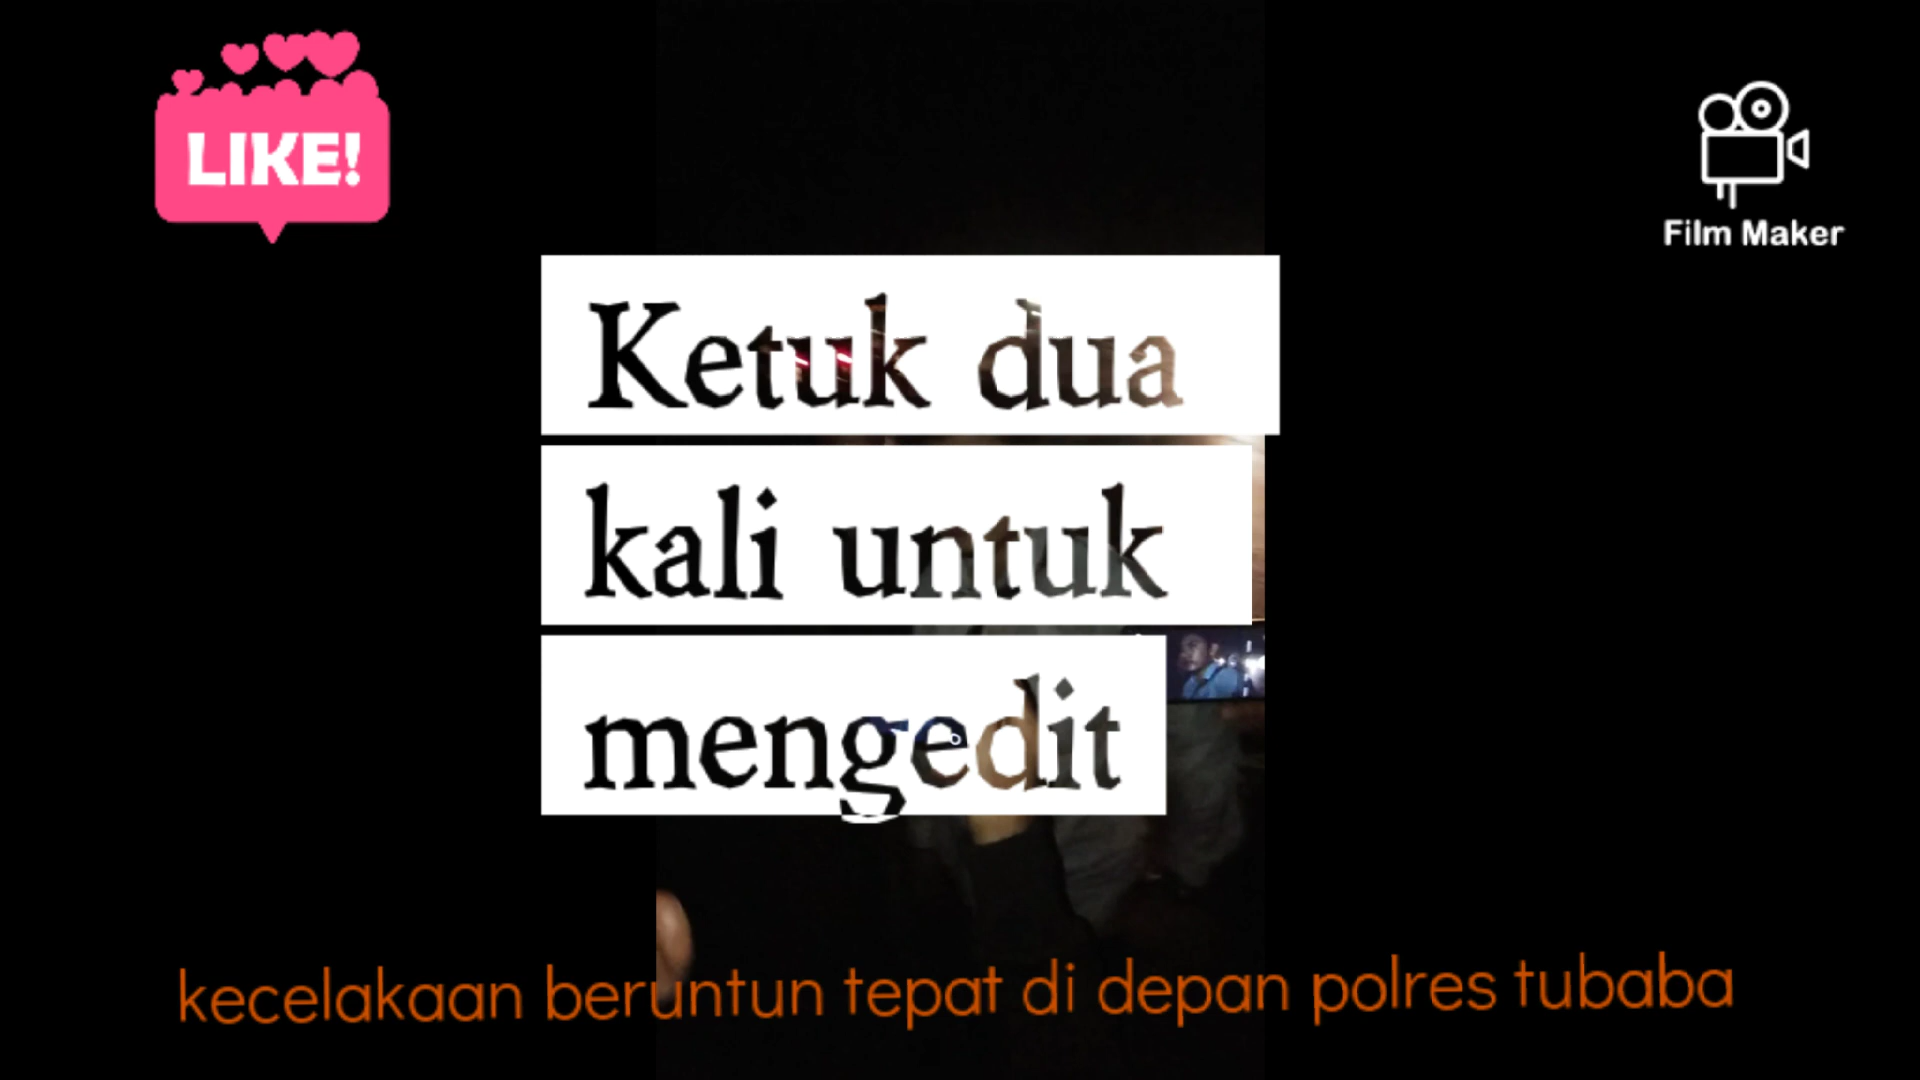 LIKE!
Film Maker
Ketuk dua
kali untuk
mengedit
kecelakaan beruntun tepat di depan polres tubaba